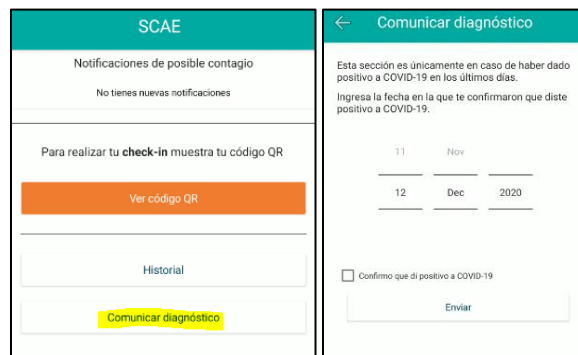 SCAE
Notificaciones de posible contagio
No tienes nuevas notificaciones
Para realizar tu check-in muestra tu código QR
Ver código QR
Historial
Comunicar diagnóstico
Comunicar diagnóstico
Esta sección es únicamente en caso de haber dado
positivo a COVID-19 en los últimos días.
Ingresa la fecha en la que te confirmaron que diste
positivo a COVID-19.
11 Nov
12 Dec 2020
Confirmo que di positivo a COVID-19
Enviar